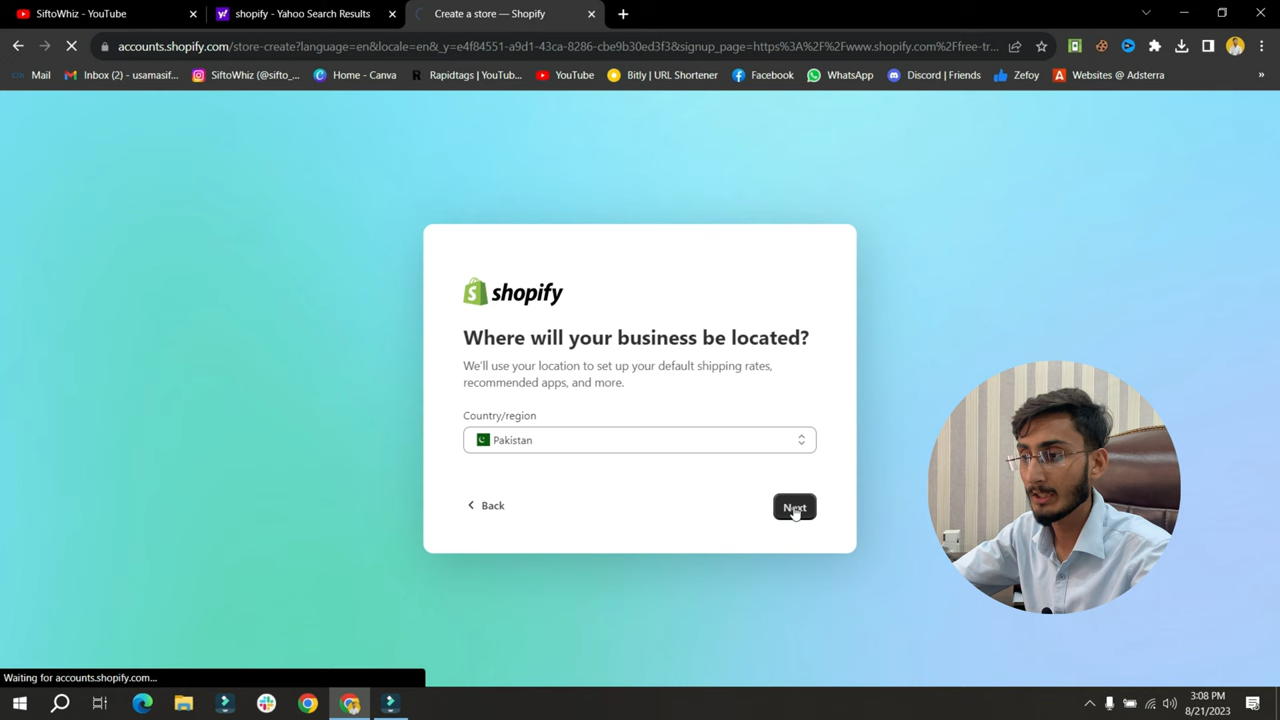 SiftoWhiz - YouTube
shopify - Yahoo Search Results
Create a store — Shopify
accounts.shopify.com/store-create?language=en&locale=en&_y=e4f84551-a9d1-43ca-8286-cbe9b30ed3f3&signup_page=https%3A%2F%2Fwww.shopify.com%2Ffree-tr...
Mail
Inbox (2) - usamasif...
SiftoWhiz (@sifto_...
Home - Canva
Rapidtags | YouTub...
YouTube
Bitly | URL Shortener
Facebook
WhatsApp
Discord | Friends
Zefoy
Websites @ Adsterra
shopify
Where will your business be located?
We'll use your location to set up your default shipping rates,
recommended apps, and more.
Country/region
Pakistan
Back
Next
Waiting for accounts.shopify.com...
3:08 PM
8/21/2023